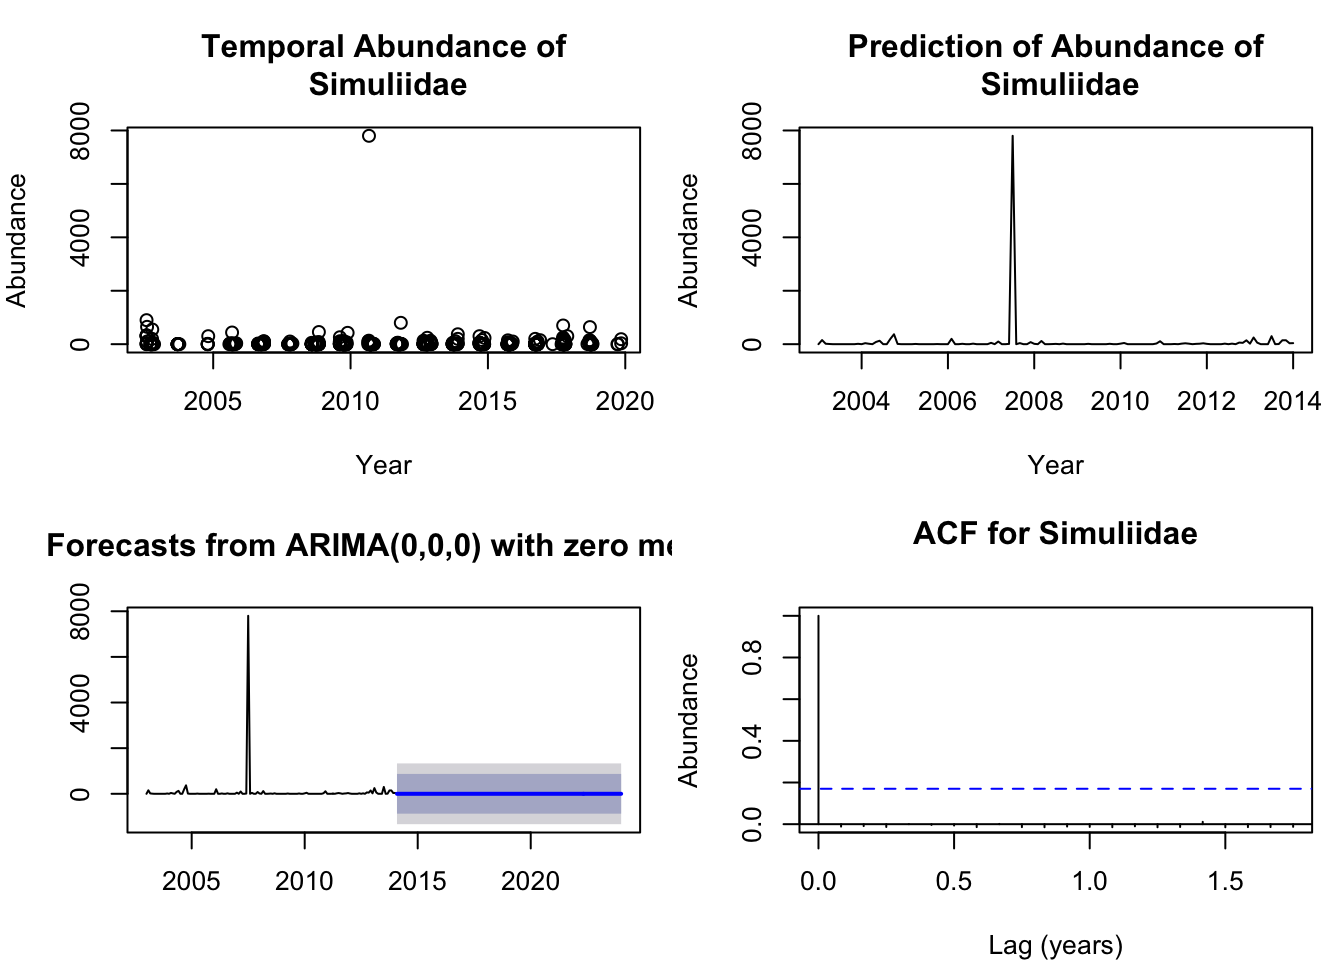 Temporal Abundance of
Simuliidae
Abundance
8000
4000
0
2005 2010 2015 2020
Year
Prediction of Abundance of
Simuliidae
Abundance
8000
4000
0
2004 2006 2008 2010 2012 2014
Year
Forecasts from ARIMA(0,0,0) with zero me
8000
4000
0
2005 2010 2015 2020
ACF for Simuliidae
Abundance
0.8
0.4
0.0
0.0 0.5 1.0 1.5
Lag (years)